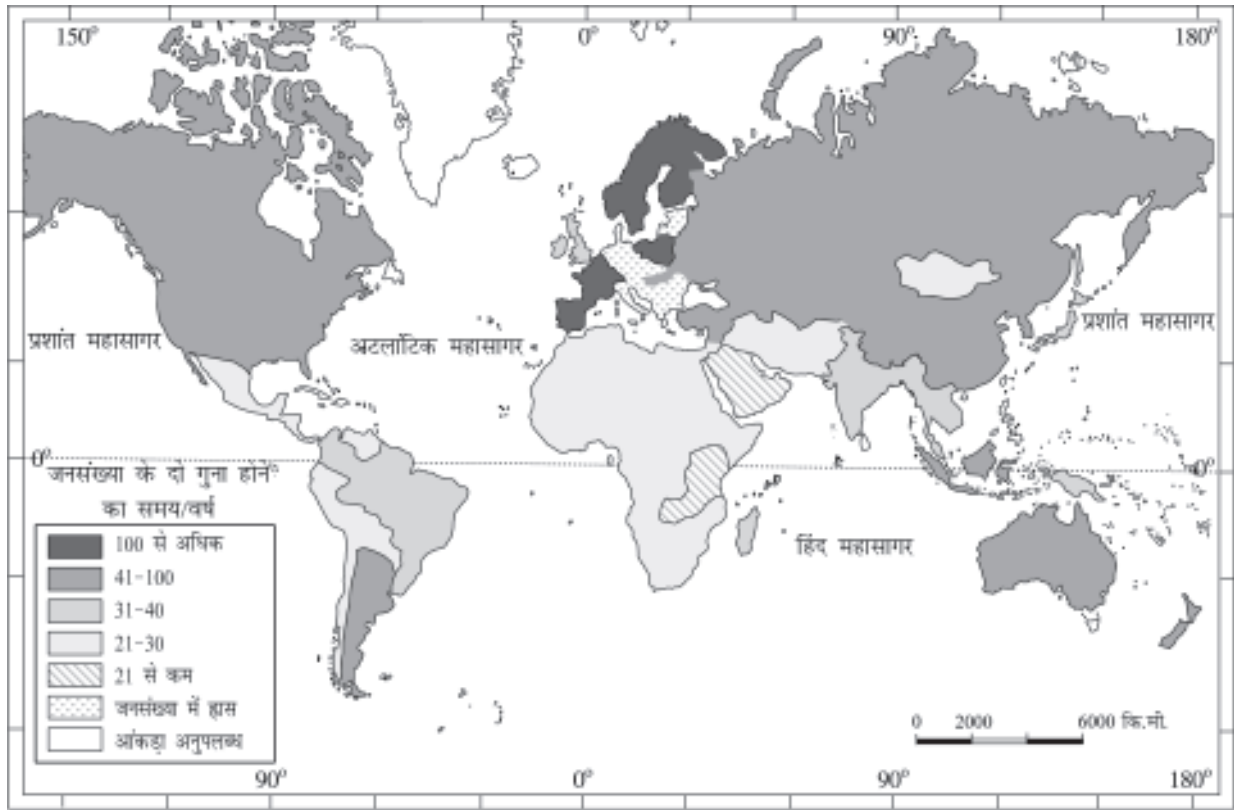 150°
0°
90°
180°
प्रशांत महासागर
अटलांटिक महासागर
प्रशांत महासागर
0°
0°
0
जनसंख्या के दो गुना होने
का समय/वर्ष
100 से अधिक
41-100
31-40
21-30
21 से कम
जनसंख्या में ह्रास
आंकड़ा अनुपलब्ध
हिंद महासागर
0 2000 6000 कि.मी.
90°
0°
90°
180°